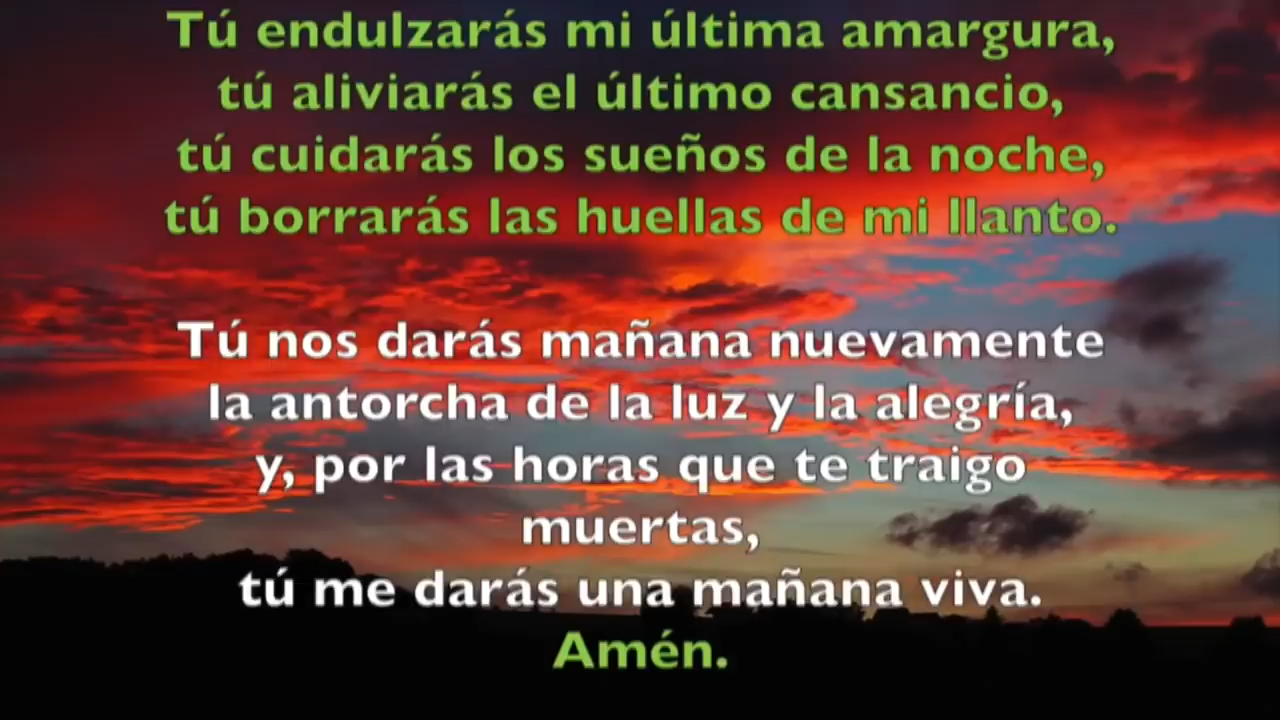 Tú endulzarás mi última amargura,
tú aliviarás el último cansancio,
tú cuidarás los sueños de la noche,
tú borrarás las huellas de mi llanto.
Tú nos darás mañana nuevamente
la antorcha de la luz y la alegría,
y, por las horas que te traigo
muertas,
tú me darás una mañana viva.
Amén.